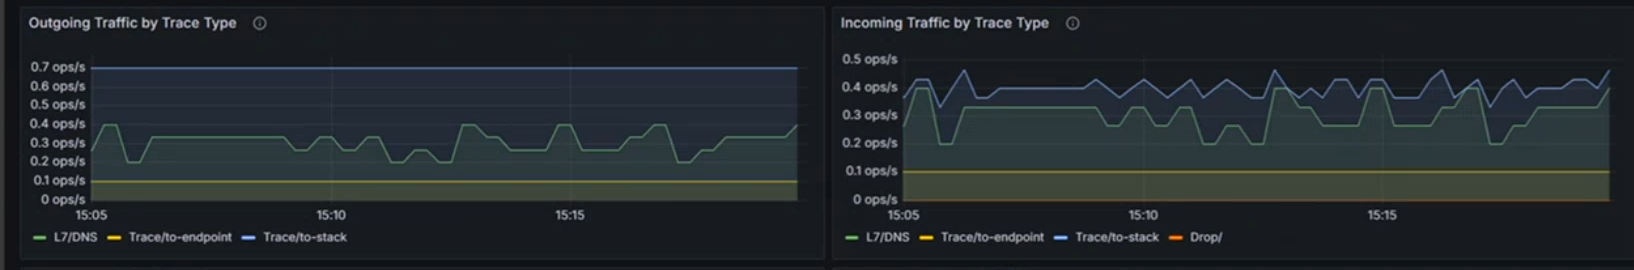 Outgoing Traffic by Trace Type
0.7 ops/s
0.6 ops/s
0.5 ops/s
0.4 ops/s
0.3 ops/s
0.2 ops/s
0.1 ops/s
0 ops/s
15:05 15:10 15:15
L7/DNS Trace/to-endpoint Trace/to-stack
Incoming Traffic by Trace Type
0.5 ops/s
0.4 ops/s
0.3 ops/s
0.2 ops/s
0.1 ops/s
0 ops/s
15:05 15:10 15:15
L7/DNS Trace/to-endpoint Trace/to-stack Drop/